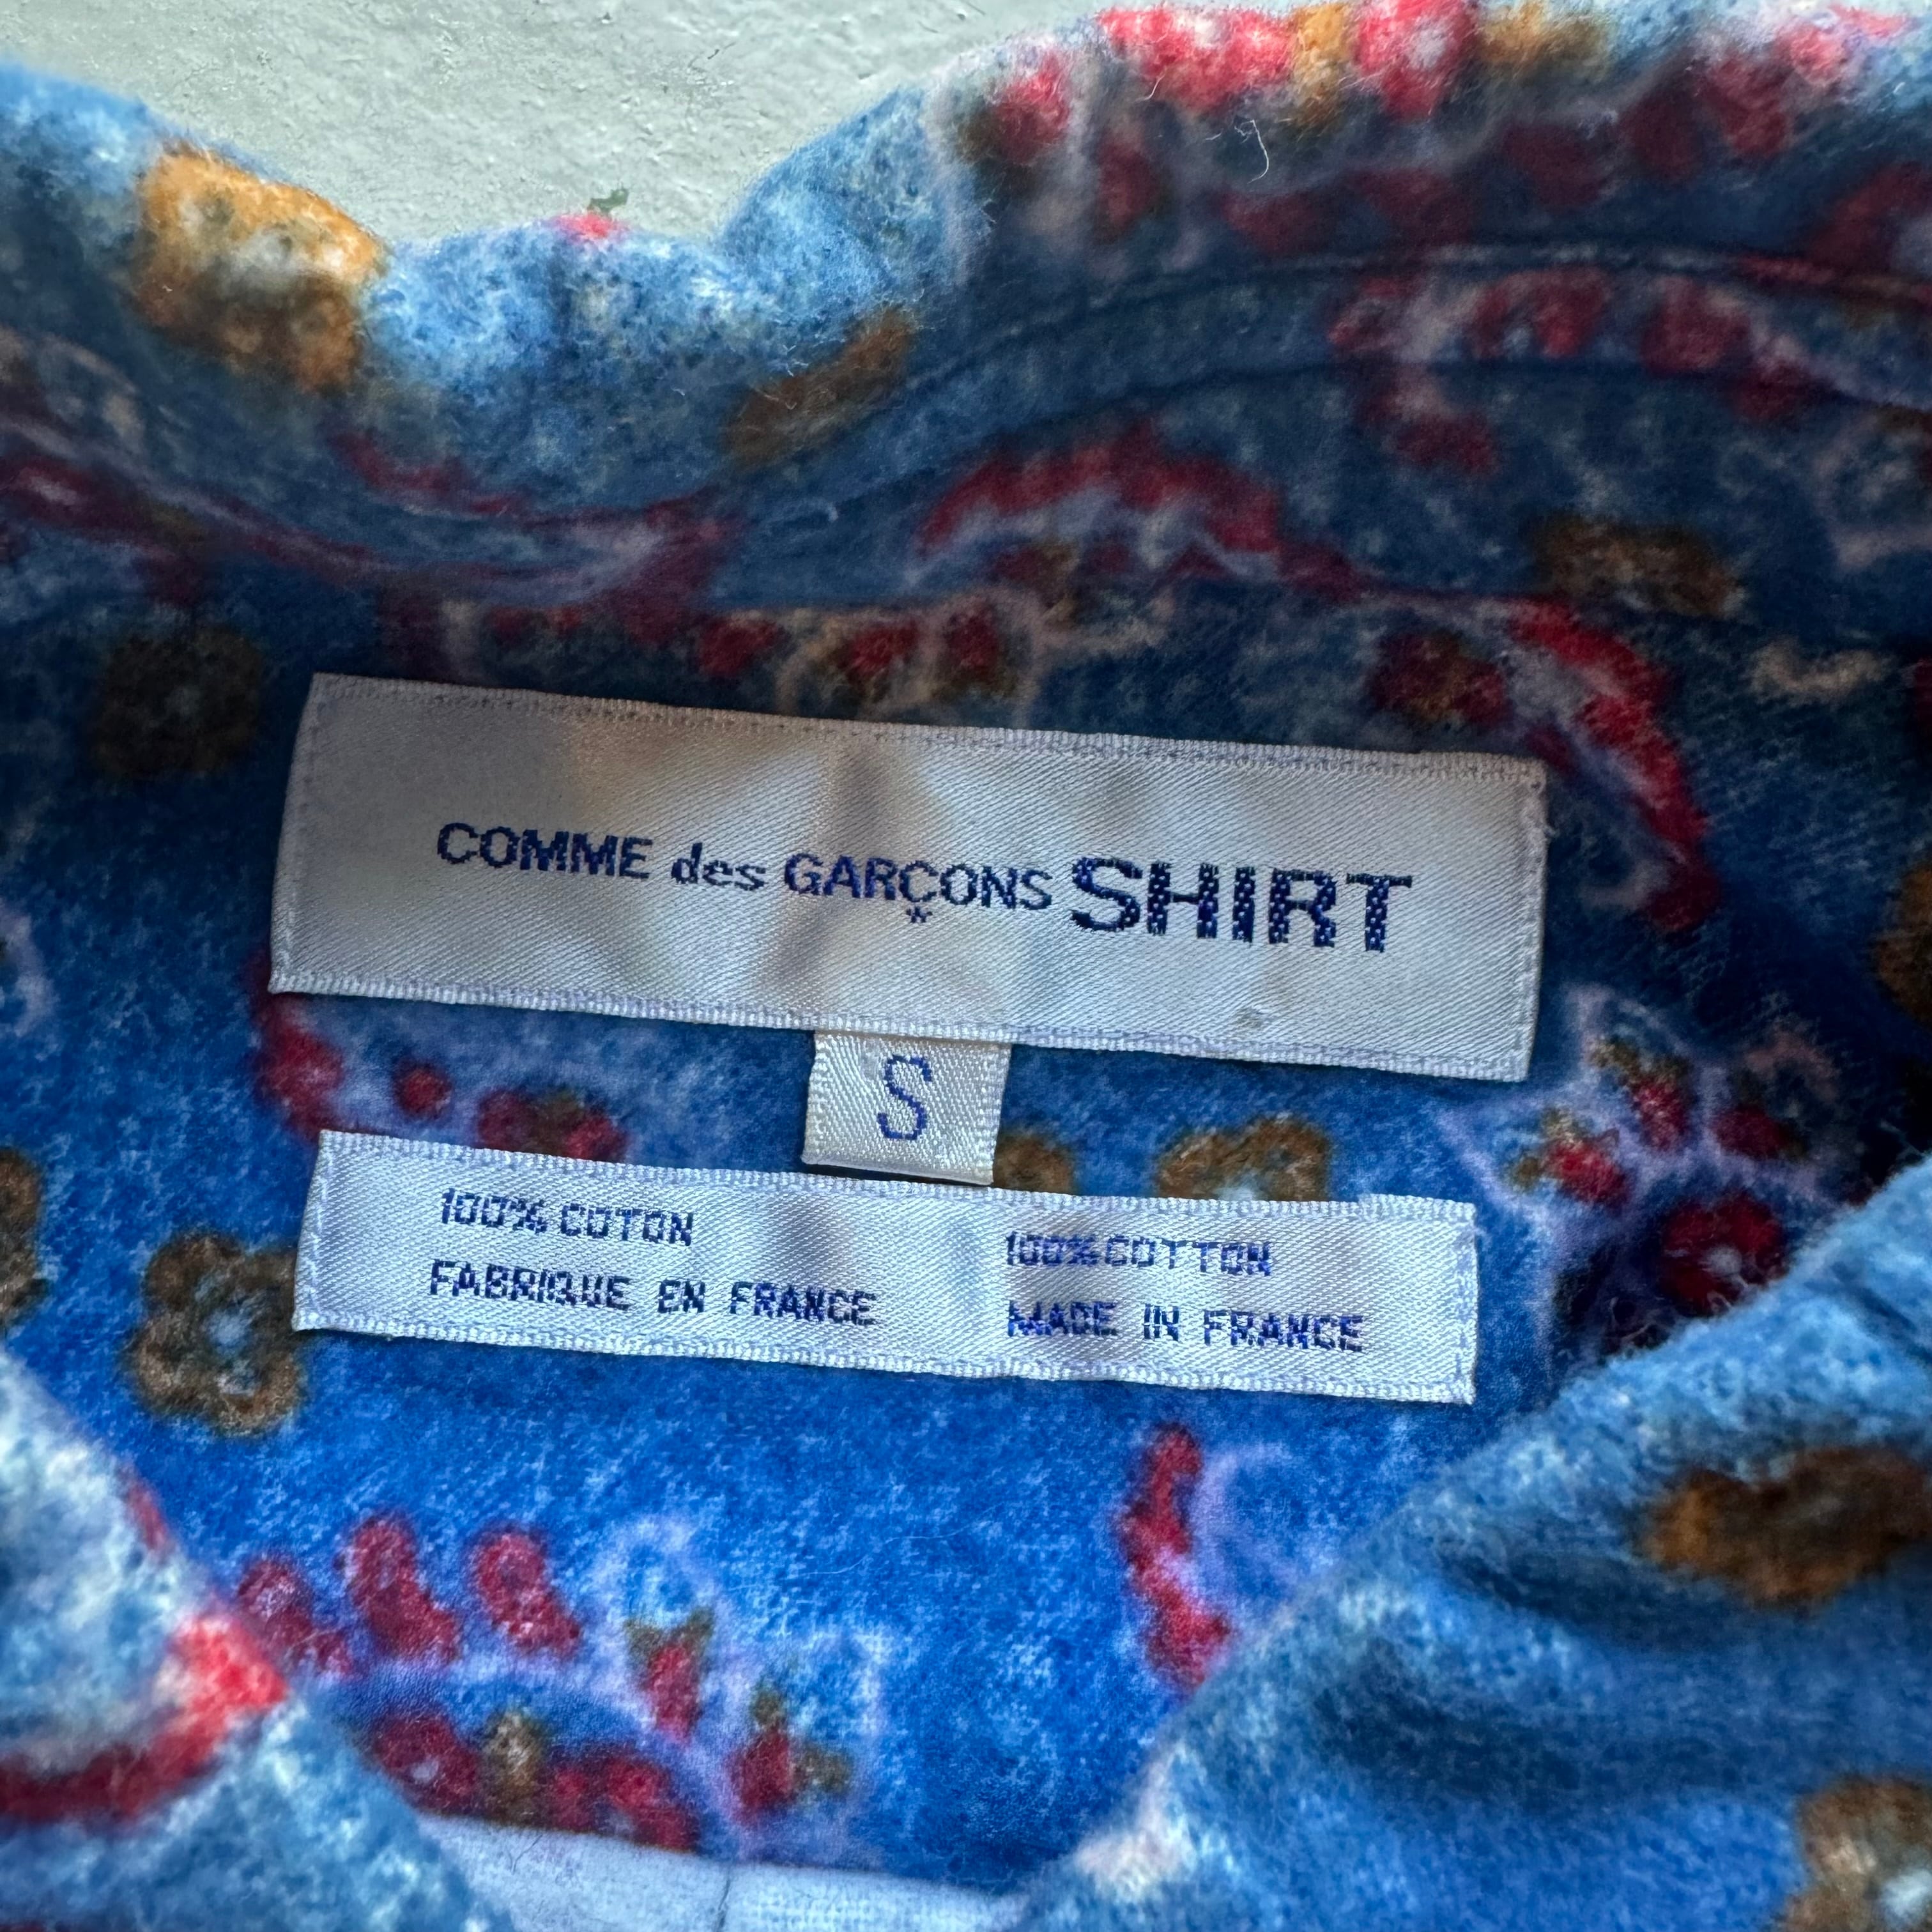 COMME des GARÇONS SHIRT
*
S
100% COTON
FABRIQUE EN FRANCE
100% COTTON
MADE IN FRANCE